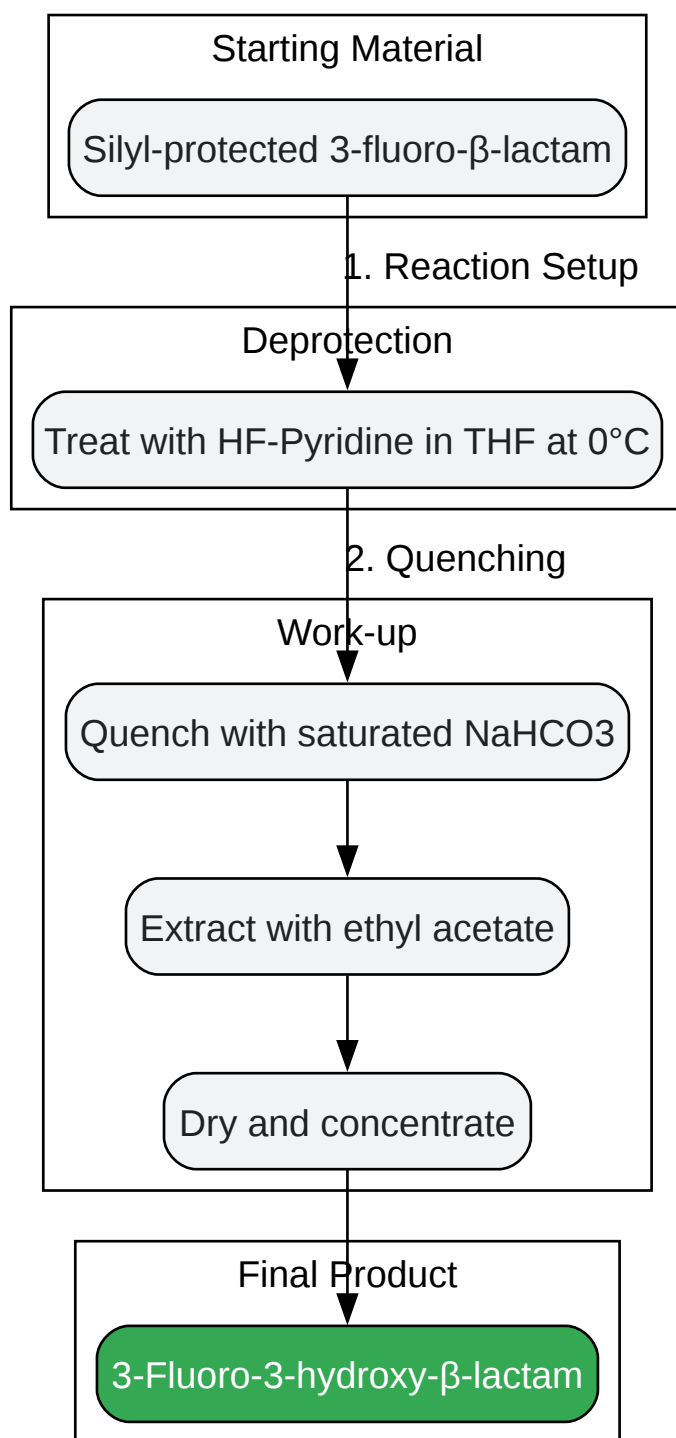 Starting Material
Silyl-protected 3-fluoro-β-lactam
1. Reaction Setup
Deprotection
Treat with HF-Pyridine in THF at 0°C
2. Quenching
Work-up
Quench with saturated NaHCO3
Extract with ethyl acetate
Dry and concentrate
Final Product
3-Fluoro-3-hydroxy-β-lactam